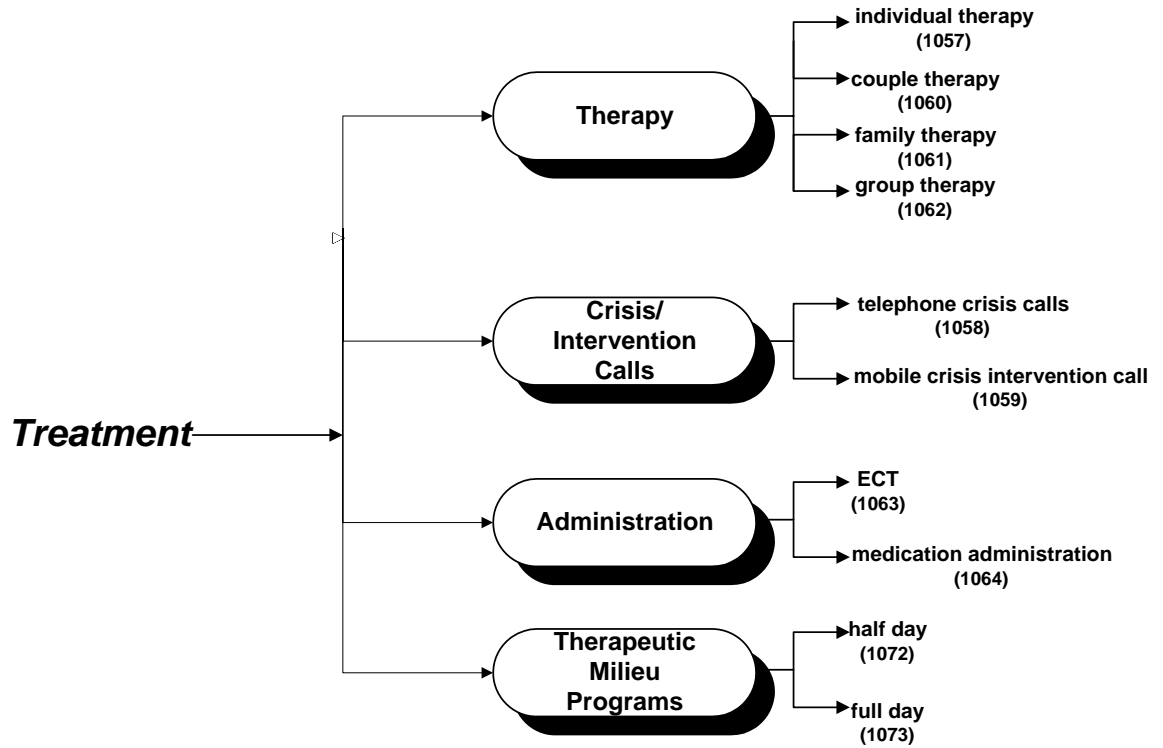 individual therapy
(1057)
Therapy
couple therapy
(1060)
family therapy
(1061)
group therapy
(1062)
Crisis/
Intervention
Calls
telephone crisis calls
(1058)
mobile crisis intervention call
(1059)
Treatment
Administration
ECT
(1063)
medication administration
(1064)
Therapeutic
Milieu
Programs
half day
(1072)
full day
(1073)